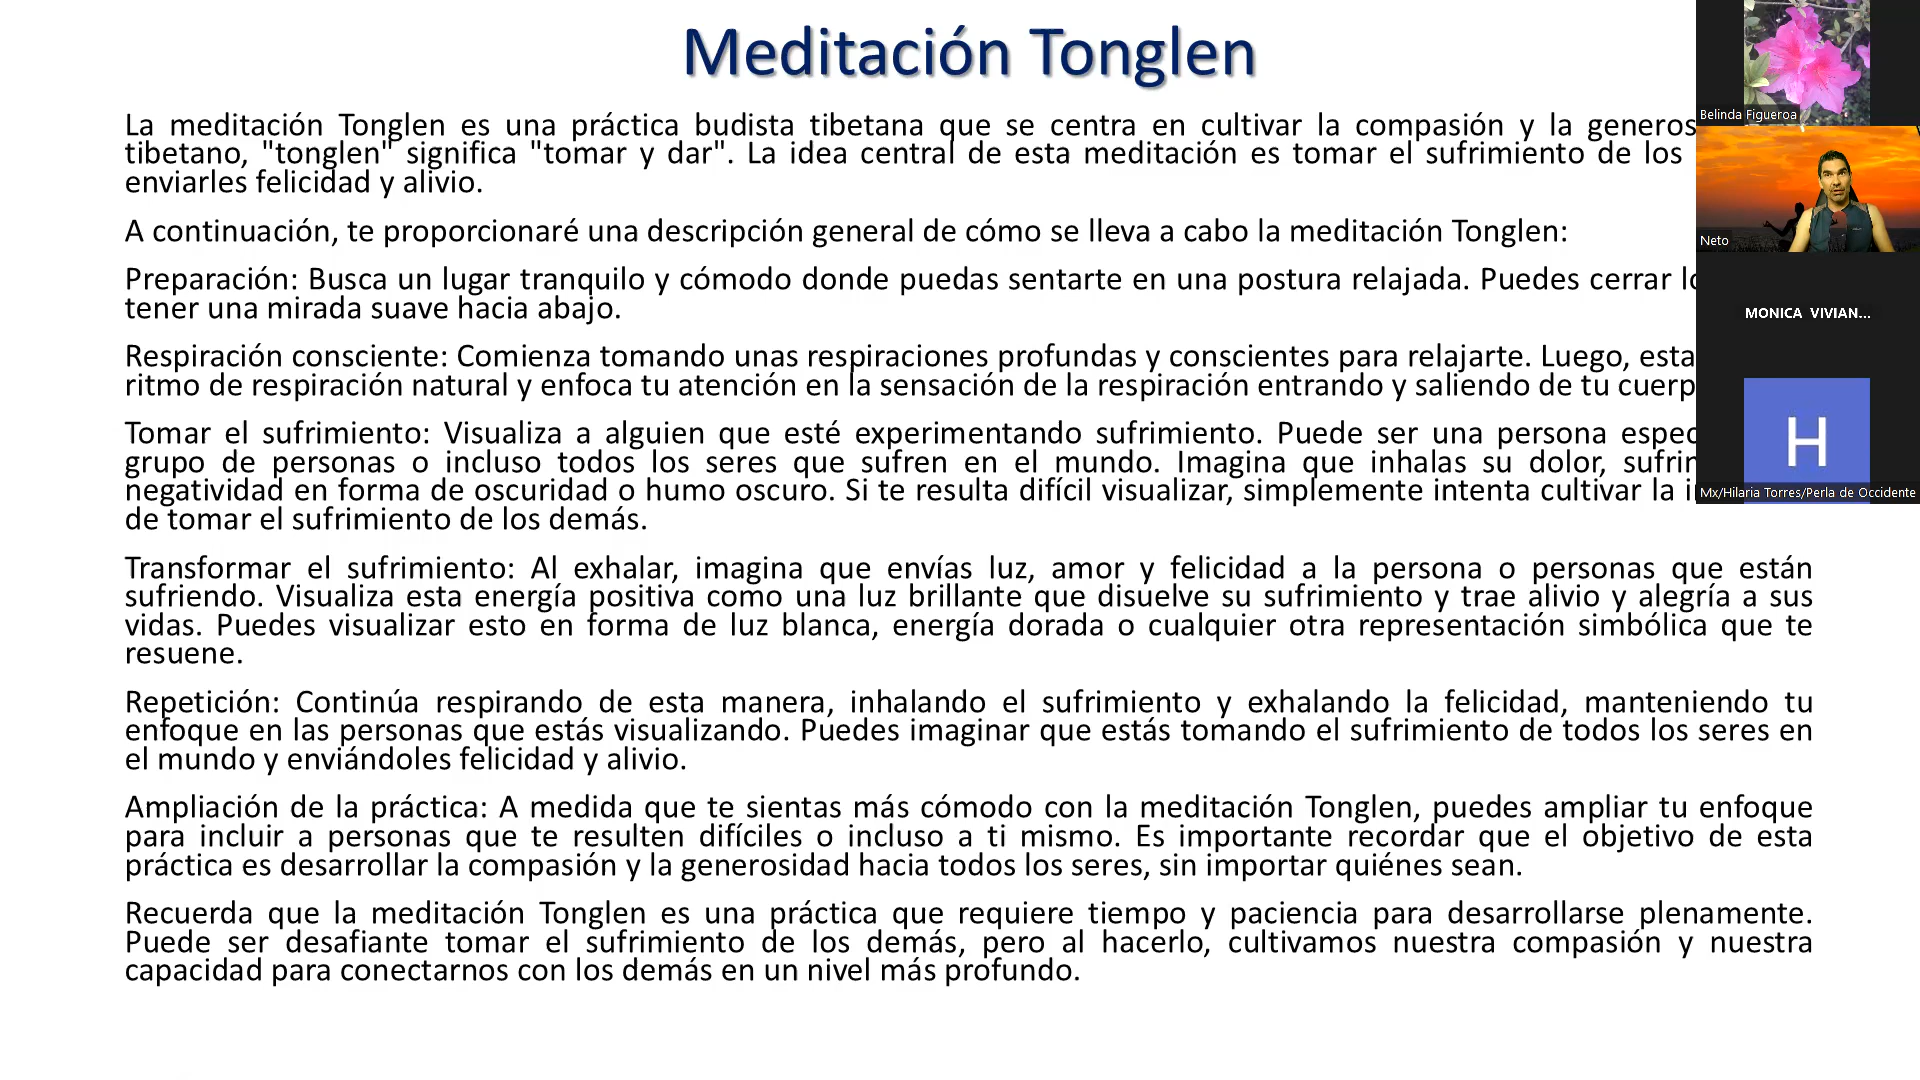 Meditación Tonglen
La meditación Tonglen es una práctica budista tibetana que se centra en cultivar la compasión y la
tibetano, "tonglen" significa "tomar y dar". La idea central de esta meditación es tomar el sufrimiento de los
enviarles felicidad y alivio.
A continuación, te proporcionaré una descripción general de cómo se lleva a cabo la meditación Tonglen:
Preparación: Busca un lugar tranquilo y cómodo donde puedas sentarte en una postura relajada. Puedes cerrar
tener una mirada suave hacia abajo.
Respiración consciente: Comienza tomando unas respiraciones profundas y conscientes para relajarte. Luego,
ritmo de respiración natural y enfoca tu atención en la sensación de la respiración entrando y saliendo de tu
Tomar el sufrimiento: Visualiza a alguien que esté experimentando sufrimiento. Puede ser una persona
grupo de personas o incluso todos los seres que sufren en el mundo. Imagina que inhalas su dolor,
negatividad en forma de oscuridad o humo oscuro. Si te resulta difícil visualizar, simplemente intenta cultivar la
de tomar el sufrimiento de los demás.
Transformar el sufrimiento: Al exhalar, imagina que envías luz, amor y felicidad a la persona o personas que están
sufriendo. Visualiza esta energía positiva como una luz brillante que disuelve su sufrimiento y trae alivio y alegría a sus
vidas. Puedes visualizar esto en forma de luz blanca, energía dorada o cualquier otra representación simbólica que te
resuene.
Repetición: Continúa respirando de esta manera, inhalando el sufrimiento y exhalando la felicidad, manteniendo tu
enfoque en las personas que estás visualizando. Puedes imaginar que estás tomando el sufrimiento de todos los seres en
el mundo y enviándoles felicidad y alivio.
Ampliación de la práctica: A medida que te sientas más cómodo con la meditación Tonglen, puedes ampliar tu enfoque
para incluir a personas que te resulten difíciles o incluso a ti mismo. Es importante recordar que el objetivo de esta
práctica es desarrollar la compasión y la generosidad hacia todos los seres, sin importar quiénes sean.
Recuerda que la meditación Tonglen es una práctica que requiere tiempo y paciencia para desarrollarse plenamente.
Puede ser desafiante tomar el sufrimiento de los demás, pero al hacerlo, cultivamos nuestra compasión y nuestra
capacidad para conectarnos con los demás en un nivel más profundo.
Belinda Figueroa
Neto
MONICA VIVIAN...
H
Mx/Hilaria Torres/Perla de Occidente